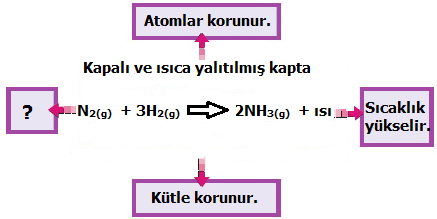 Atomlar korunur.
Kapalı ve ısıca yalıtılmış kapta
?
N₂(g) + 3H₂(g) ⇨ 2NH₃(g) + ısı
Sıcaklık
yükselir.
Kütle korunur.